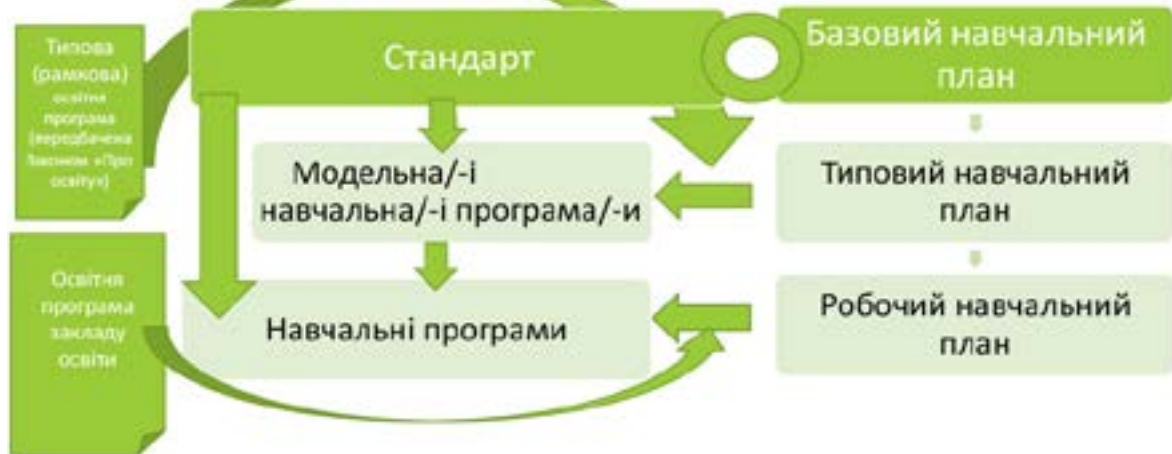 Типова
(рамкова)
освітня
програма
(передбачена
Законом «Про
освіту»)
Стандарт
Базовий навчальний
план
Модельна/-і
навчальна/-і програма/-и
Типовий навчальний
план
Освітня
програма
закладу
освіти
Навчальні програми
Робочий навчальний
план